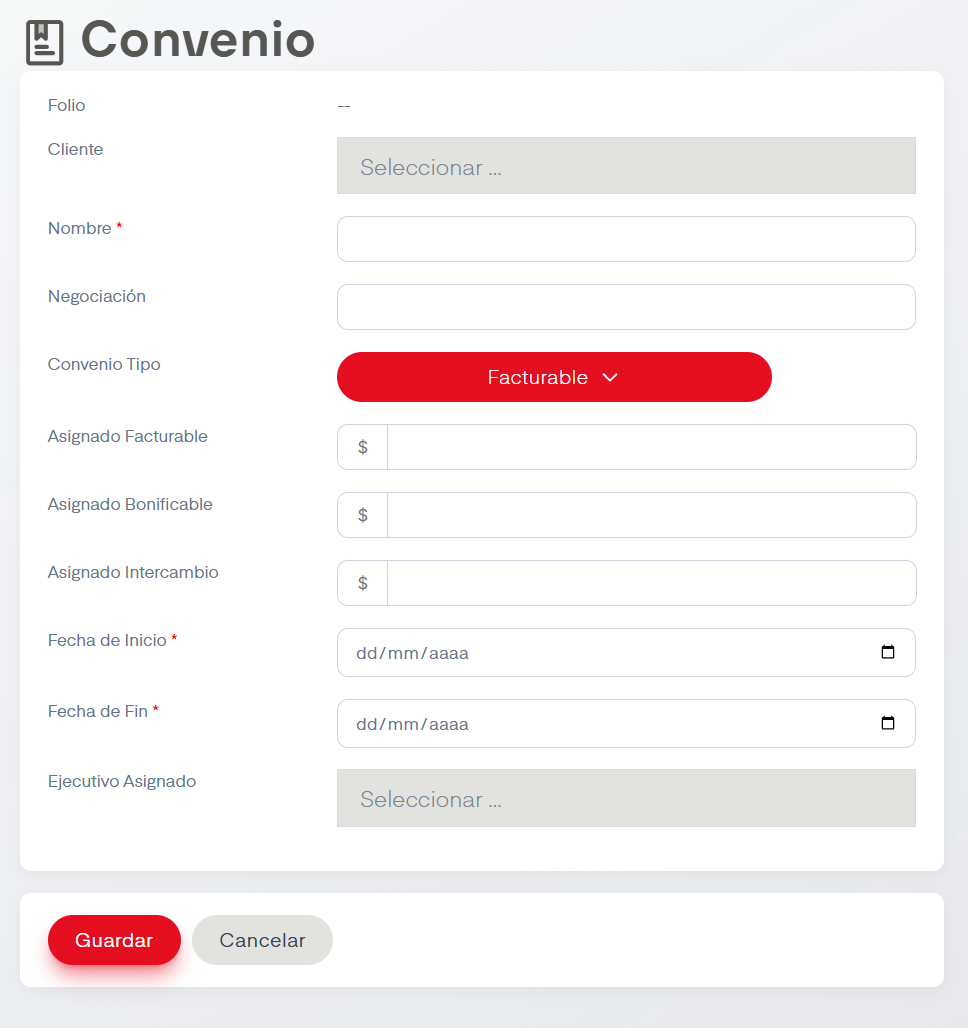 Convenio
Folio --
Cliente Seleccionar ...
Nombre *
Negociación
Convenio Tipo Facturable
Asignado Facturable $
Asignado Bonificable $
Asignado Intercambio $
Fecha de Inicio * dd/mm/aaaa
Fecha de Fin * dd/mm/aaaa
Ejecutivo Asignado Seleccionar ...
Guardar Cancelar